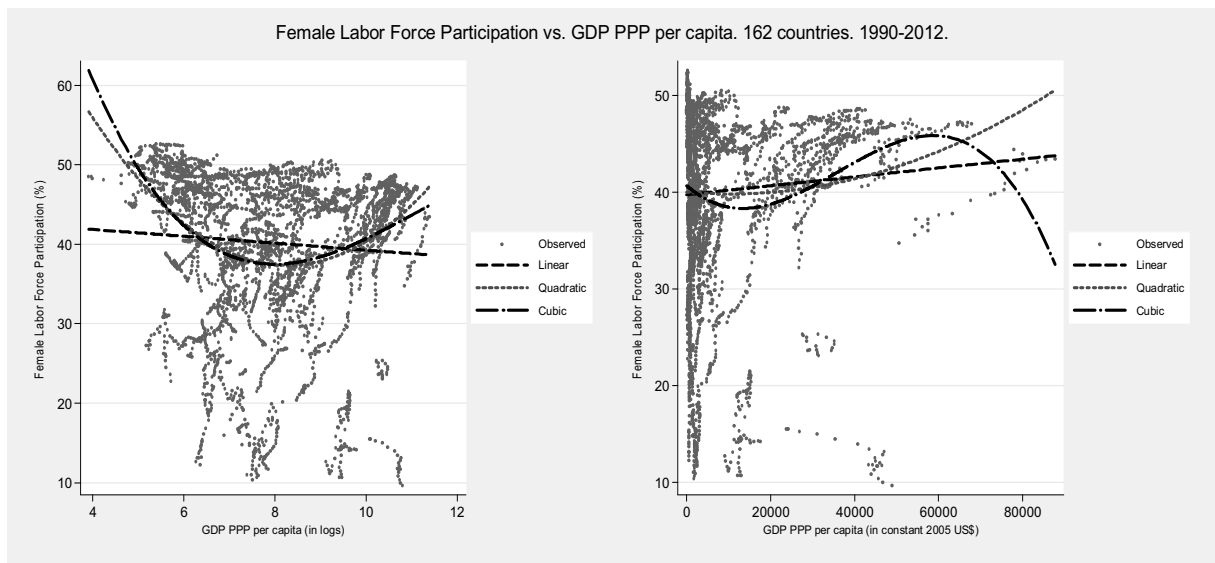 Female Labor Force Participation vs. GDP PPP per capita. 162 countries. 1990-2012.
Female Labor Force Participation (%)
60
50
40
30
20
10
4
6
8
10
12
GDP PPP per capita (in logs)
Observed
Linear
Quadratic
Cubic
Female Labor Force Participation (%)
50
40
30
20
10
0
20000
40000
60000
80000
GDP PPP per capita (in constant 2005 US$)
Observed
Linear
Quadratic
Cubic